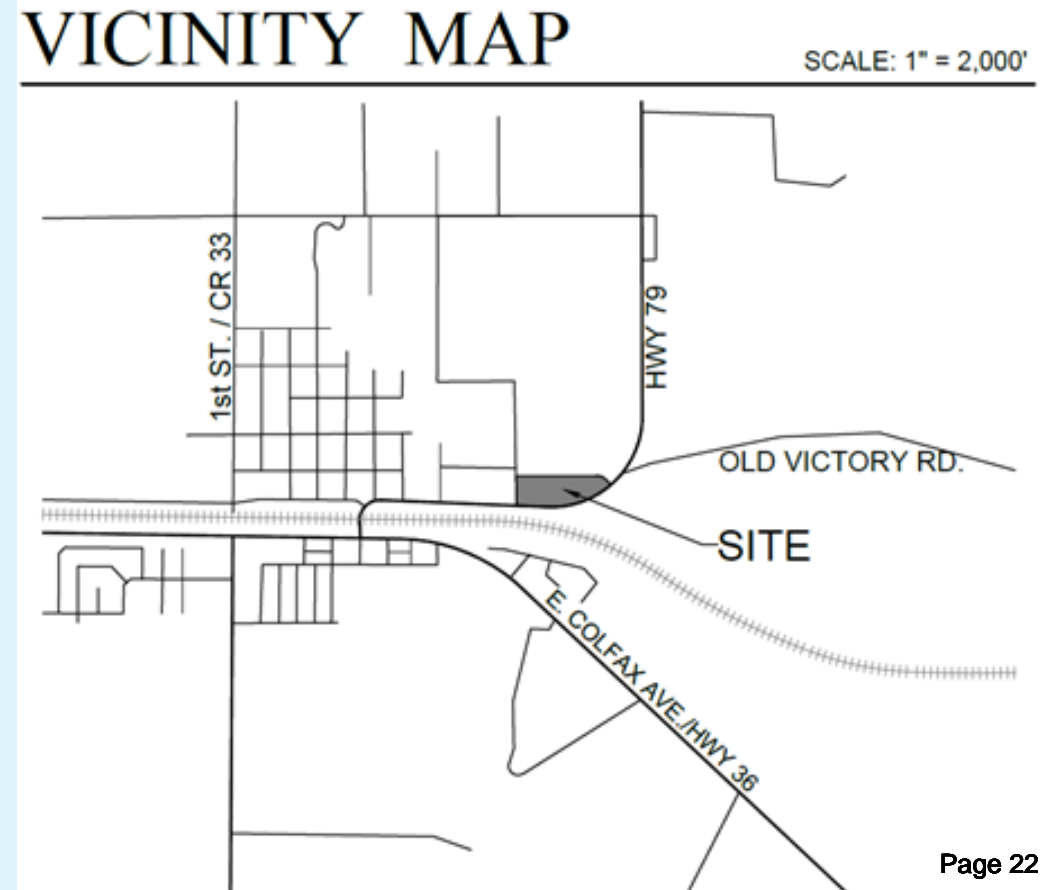 VICINITY MAP
SCALE: 1" = 2,000'
1st ST. / CR 33
HWY 79
OLD VICTORY RD.
SITE
E. COLFAX AVE./HWY 36
Page 22